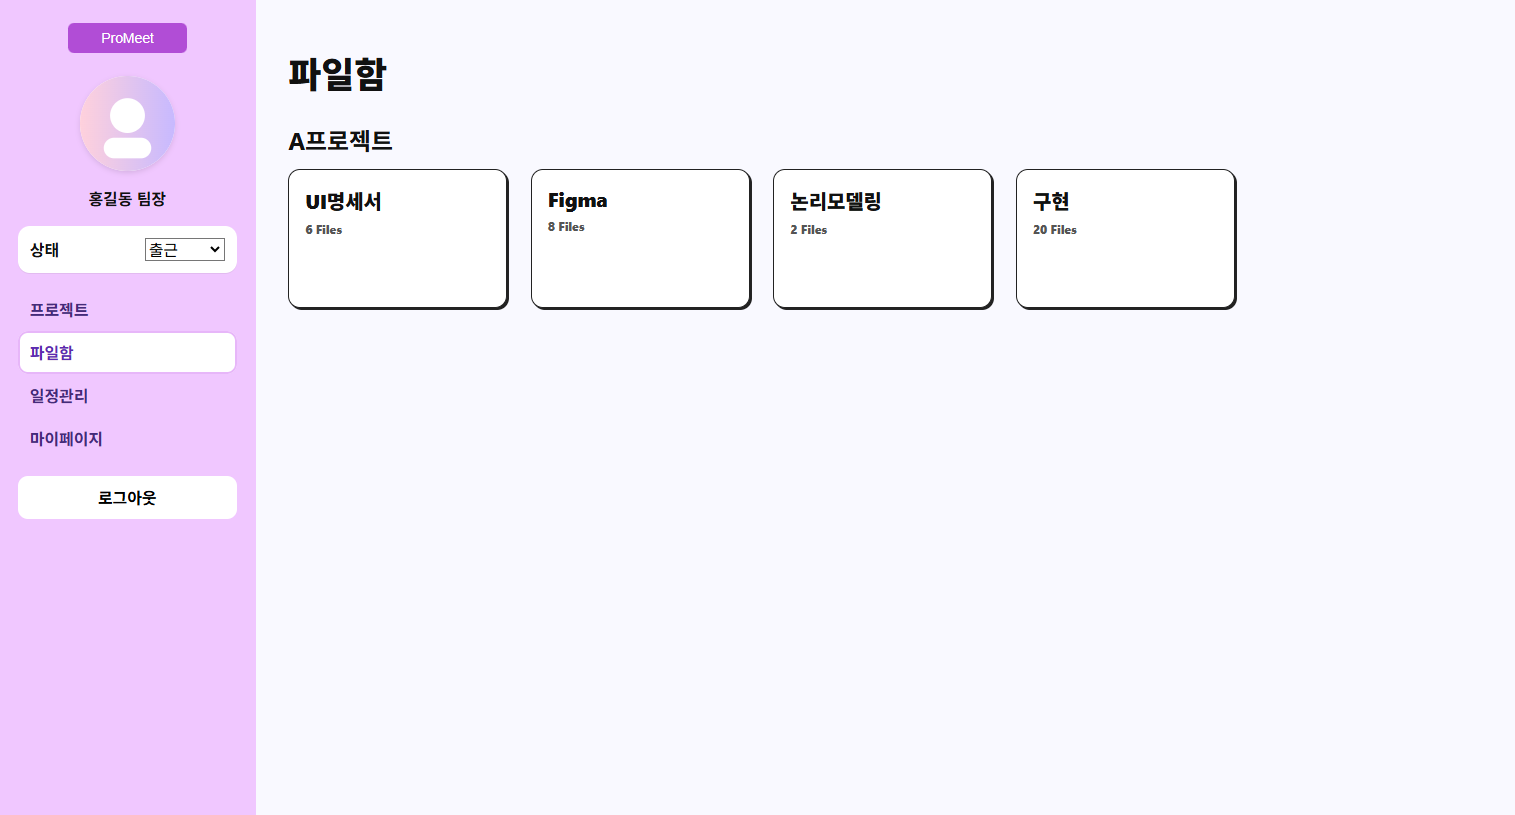 ProMeet
홍길동 팀장
상태 출근
프로젝트
파일함
일정관리
마이페이지
로그아웃
파일함
A프로젝트
UI명세서
6 Files
Figma
8 Files
논리모델링
2 Files
구현
20 Files